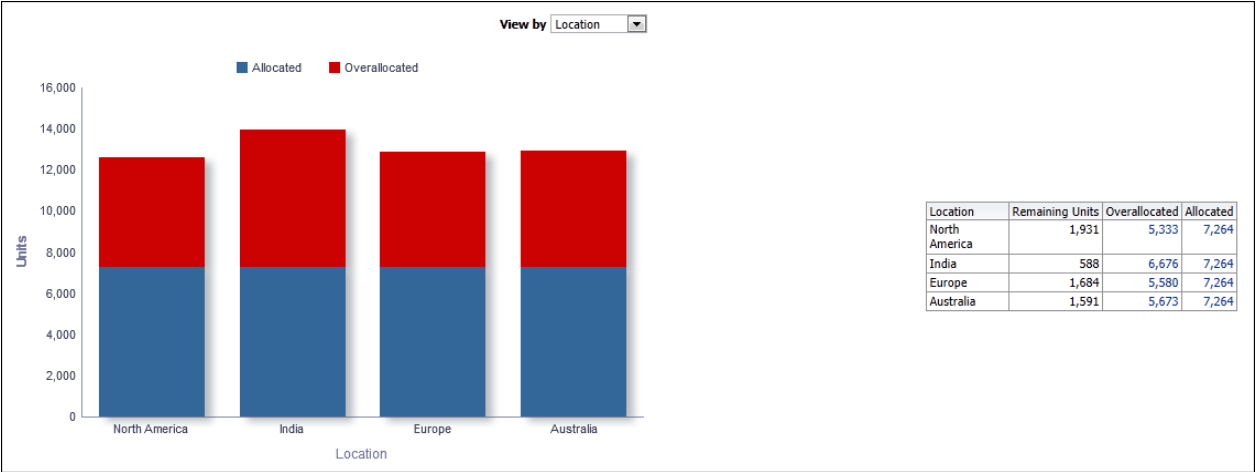 View by Location
Allocated Overallocated
16,000
14,000
12,000
10,000
8,000
6,000
4,000
2,000
0
Units
North America India Europe Australia
Location
Location Remaining Units Overallocated Allocated
North America 1,931 5,333 7,264
India 588 6,676 7,264
Europe 1,684 5,580 7,264
Australia 1,591 5,673 7,264